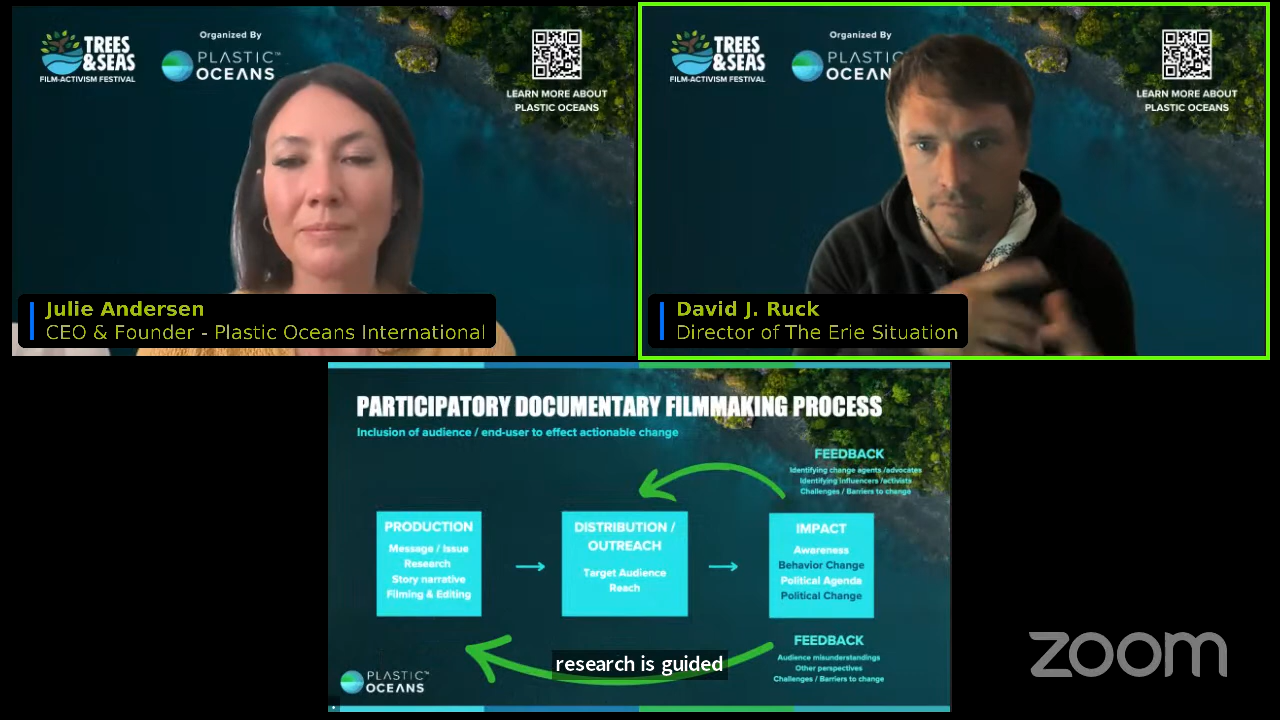 TREES
& SEAS
FILM-ACTIVISM FESTIVAL
Organized By
PLASTIC™
OCEANS
LEARN MORE ABOUT
PLASTIC OCEANS
Julie Andersen
CEO & Founder - Plastic Oceans International
TREES
& SEAS
FILM-ACTIVISM FESTIVAL
Organized By
PLASTIC
OCEAN
LEARN MORE ABOUT
PLASTIC OCEANS
David J. Ruck
Director of The Erie Situation
PARTICIPATORY DOCUMENTARY FILMMAKING PROCESS
Inclusion of audience / end-user to effect actionable change
FEEDBACK
Identifying change agents /advocates
Identifying influencers /activists
Challenges / Barriers to change
PRODUCTION
Message / Issue
Research
Story narrative
Filming & Editing
DISTRIBUTION /
OUTREACH
Target Audience
Reach
IMPACT
Awareness
Behavior Change
Political Agenda
Political Change
FEEDBACK
Audience misunderstandings
Other perspectives
Challenges / Barriers to change
research is guided
PLASTIC™
OCEANS
zoom